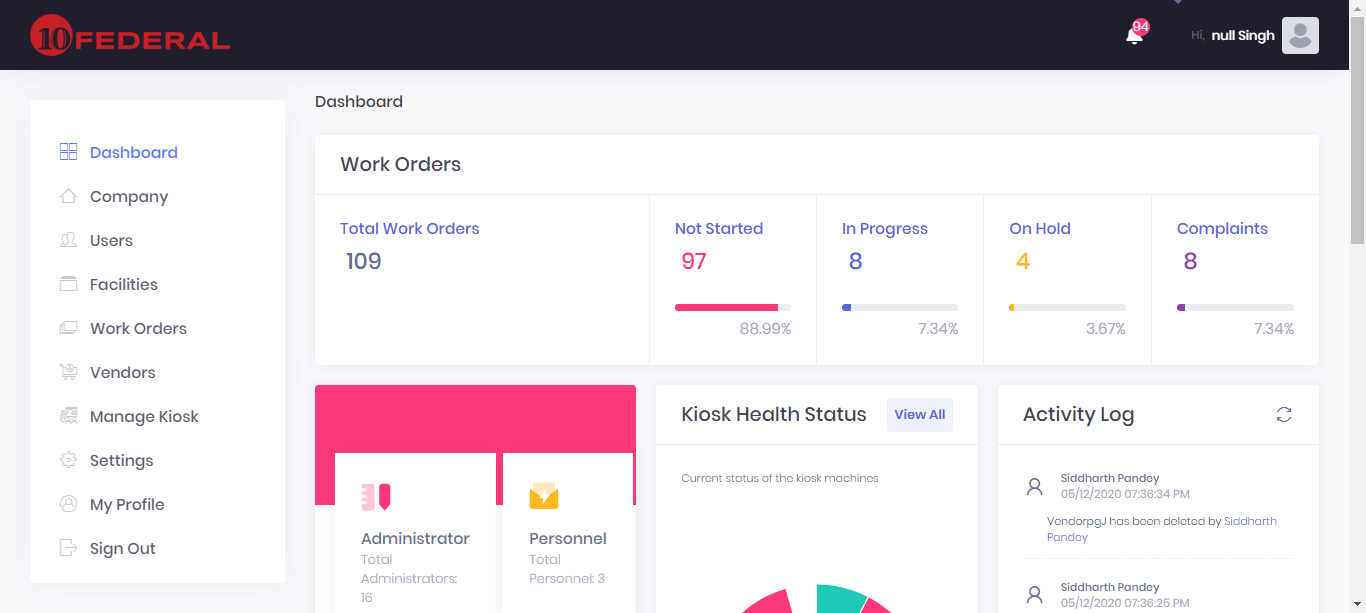 10 FEDERAL
94
Hi, null Singh
Dashboard
Company
Users
Facilities
Work Orders
Vendors
Manage Kiosk
Settings
My Profile
Sign Out
Dashboard
Work Orders
Total Work Orders
109
Not Started
97
88.99%
In Progress
8
7.34%
On Hold
4
3.67%
Complaints
8
7.34%
Administrator
Total
Administrators:
16
Personnel
Total
Personnel: 3
Kiosk Health Status
View All
Current status of the kiosk machines
Activity Log
Siddharth Pandey
05/12/2020 07:36:34 PM
VendorpgJ has been deleted by Siddharth
Pandey
Siddharth Pandey
05/12/2020 07:36:25 PM